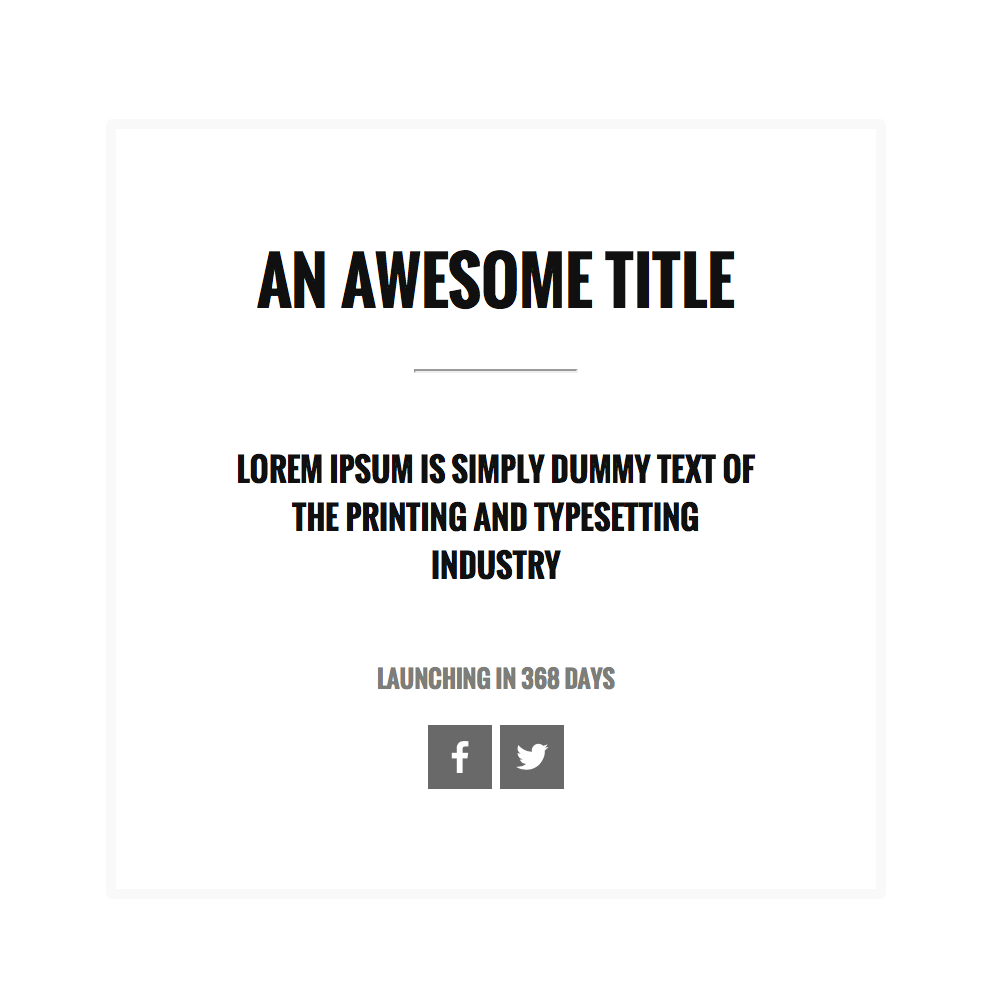 AN AWESOME TITLE
LOREM IPSUM IS SIMPLY DUMMY TEXT OF
THE PRINTING AND TYPESETTING
INDUSTRY
LAUNCHING IN 368 DAYS